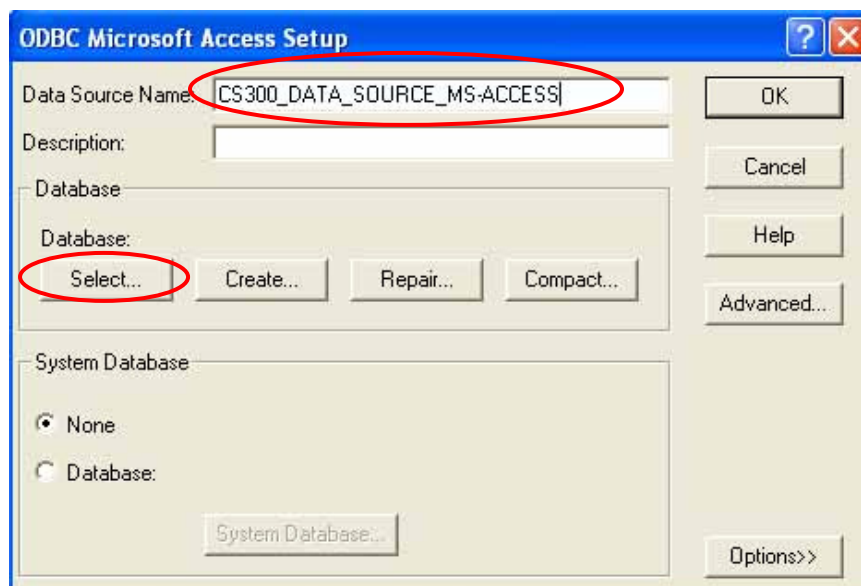 ODBC Microsoft Access Setup
Data Source Name: CS300_DATA_SOURCE_MS-ACCESS
OK
Description:
Cancel
Database
Database:
Help
Select... Create... Repair... Compact...
Advanced...
System Database
None
Database:
System Database...
Options>>